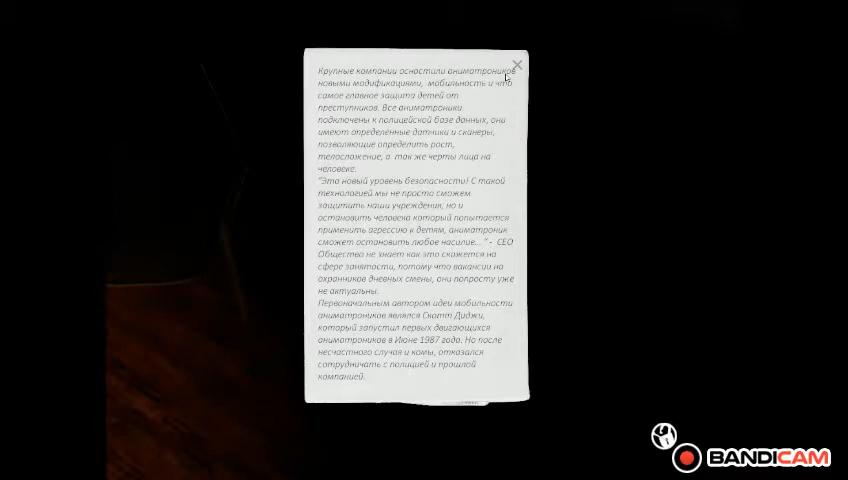 Крупные компании оснастили аниматроников
новыми модификациями, мобильность и что
самое главное защита детей от
преступников. Все аниматроники
подключены к полицейской базе данных, они
имеют определённые датчики и сканеры,
позволяющие определить рост,
телосложение, а так же черты лица на
человеке.
"Это новый уровень безопасности! С такой
технологией мы не просто сможем
защитить наши учреждения, но и
остановить человека который попытается
применить агрессию к детям, аниматроник
сможет остановить любое насилие..." - CEO
Общество не знает как это скажется на
сфере занятости, потому что вакансии на
охранников дневных смены, они попросту уже
не актуальны.
Первоначальным автором идеи мобильности
аниматроников являлся Скотт Диджи,
который запустил первых двигающихся
аниматроников в Июне 1987 года. Но после
несчастного случая и комы, отказался
сотрудничать с полицией и прошлой
компанией.
BANDICAM